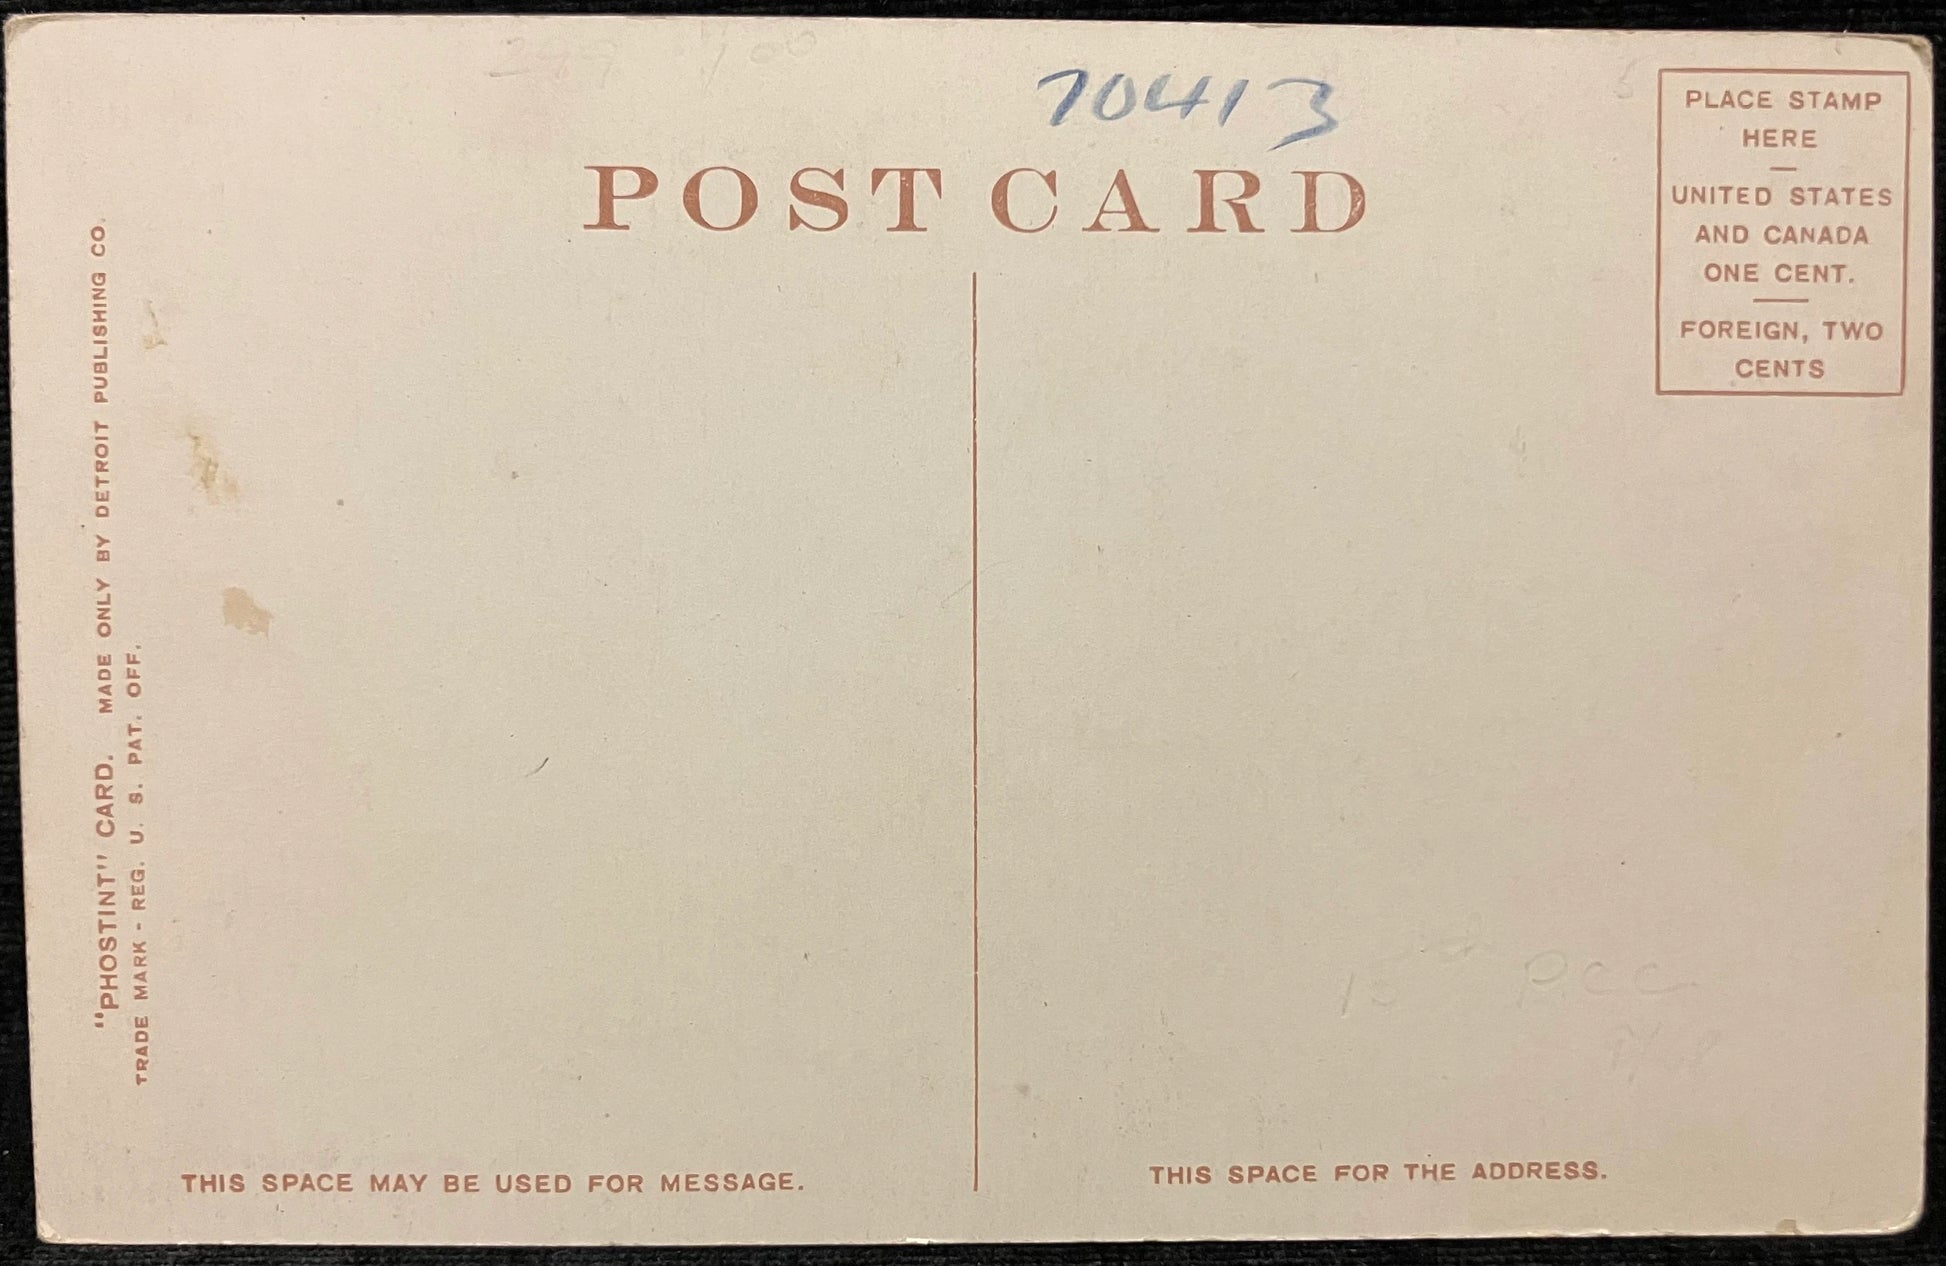 70413
POST CARD
PLACE STAMP
HERE
UNITED STATES
AND CANADA
ONE CENT.
FOREIGN, TWO
CENTS
"PHOSTINT" CARD. MADE ONLY BY DETROIT PUBLISHING CO.
TRADE MARK - REG. U. S. PAT. OFF.
THIS SPACE MAY BE USED FOR MESSAGE.
THIS SPACE FOR THE ADDRESS.